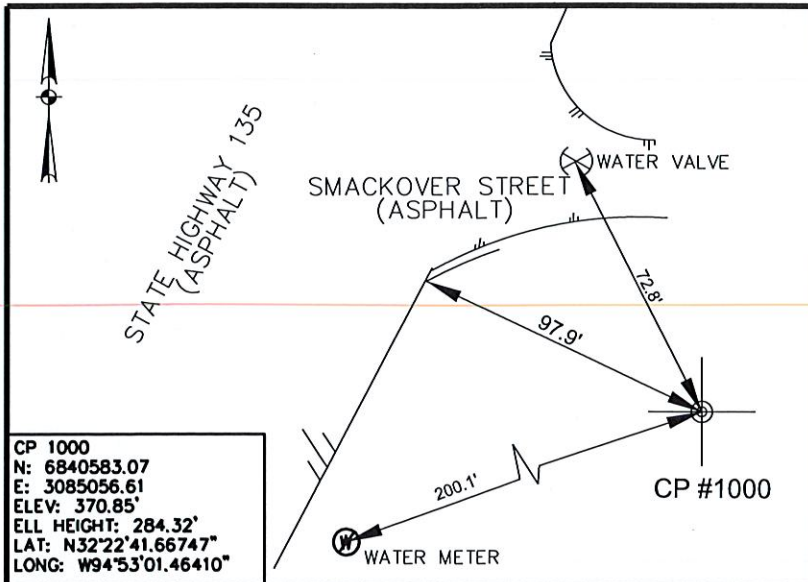 STATE HIGHWAY 135
(ASPHALT)
SMACKOVER STREET
(ASPHALT)
WATER VALVE
72.8'
97.9'
200.1'
CP #1000
W
WATER METER
CP 1000
N: 6840583.07
E: 3085056.61
ELEV: 370.85'
ELL HEIGHT: 284.32'
LAT: N32°22'41.66747"
LONG: W94°53'01.46410"